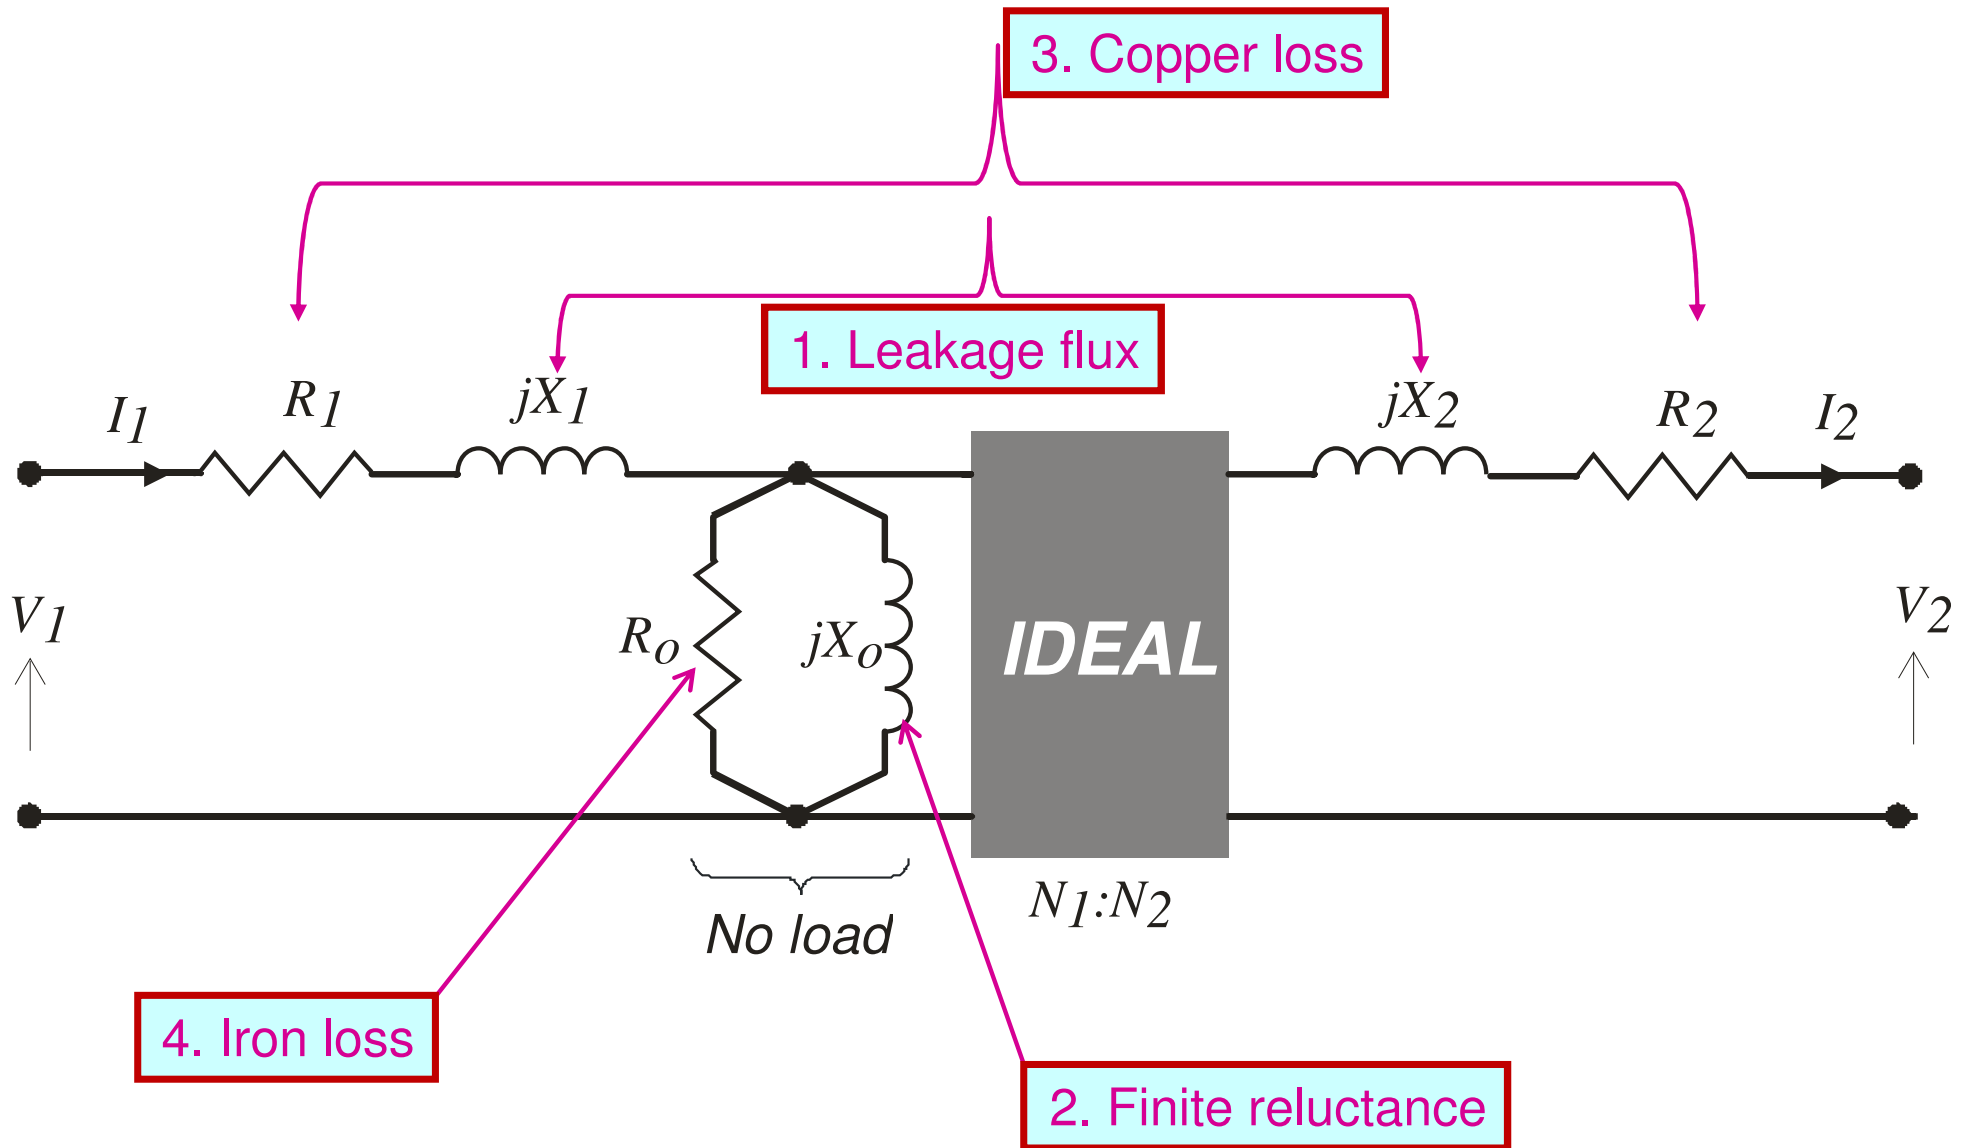 3. Copper loss
1. Leakage flux
I1
R1
jX1
jX2
R2
I2
V1
Ro
jXo
IDEAL
V2
N1:N2
No load
4. Iron loss
2. Finite reluctance